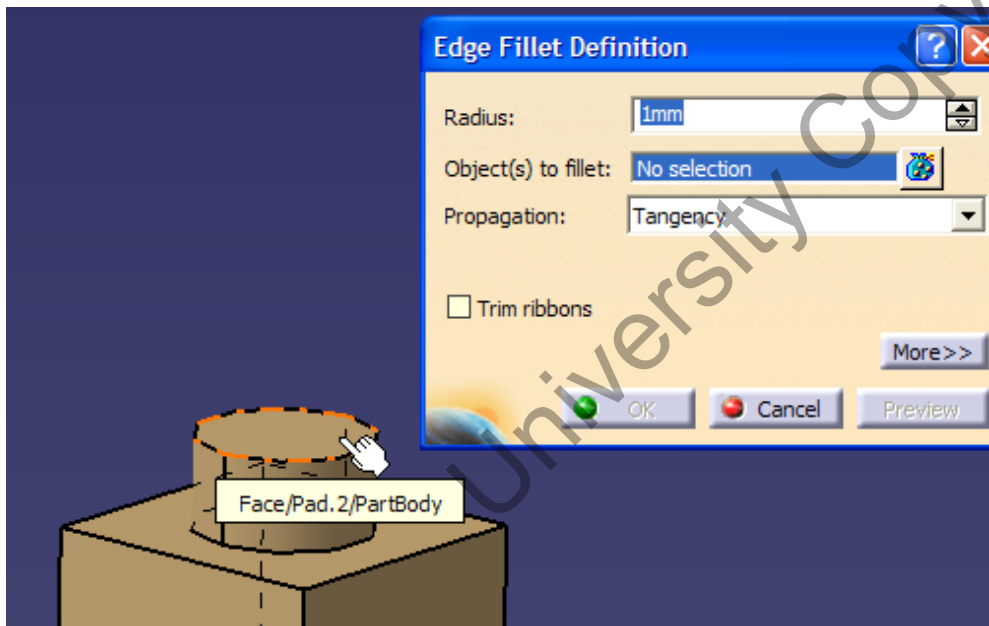 Edge Fillet Definition
?
Radius: 1mm
Object(s) to fillet: No selection
Propagation: Tangency
Trim ribbons
More>>
OK Cancel Preview
Face/Pad.2/PartBody
University Copy